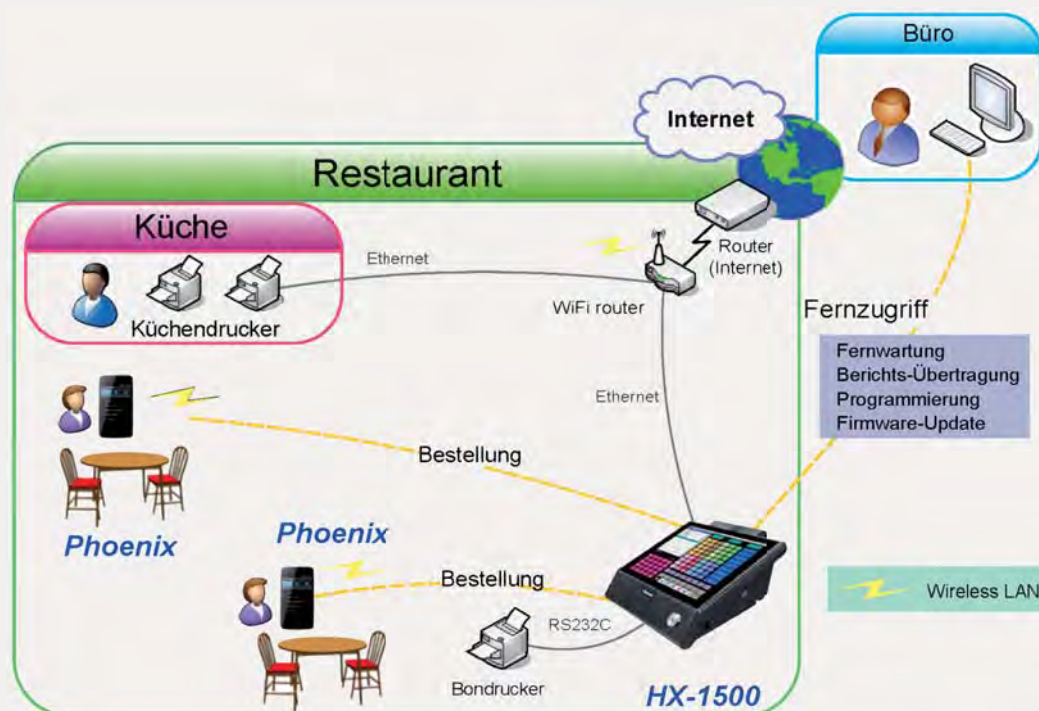 Büro
Internet
Restaurant
Küche
Ethernet
Router
(Internet)
WiFi router
Küchendrucker
Fernzugriff
Fernwartung
Berichts-Übertragung
Programmierung
Firmware-Update
Ethernet
Bestellung
Phoenix
Phoenix
Bestellung
Wireless LAN
RS232C
Bondrucker
HX-1500